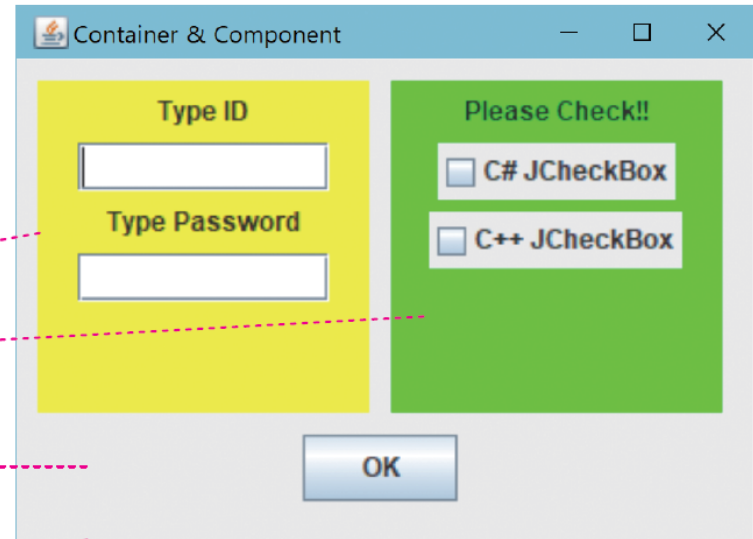 Container & Component
Type ID
Type Password
Please Check!!
C# JCheckBox
C++ JCheckBox
OK